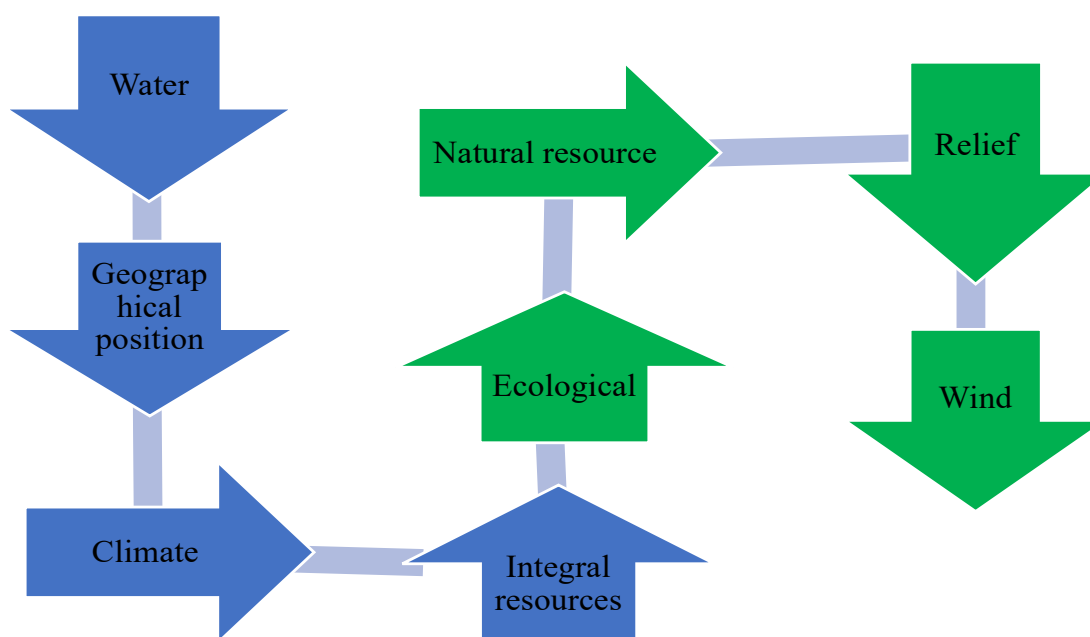 Water
Geograp
hical
position
Climate
Integral
resources
Ecological
Natural resource
Relief
Wind